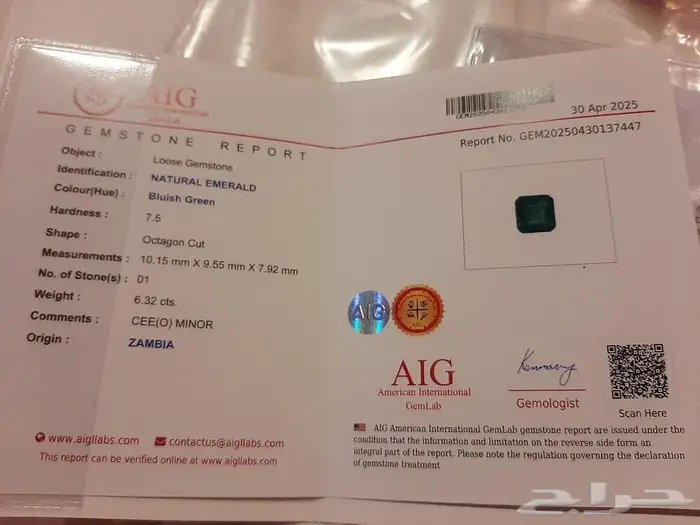 AIG
GemLab
GEMSTONE REPORT
Object : Loose Gemstone
Identification : NATURAL EMERALD
Colour(Hue) : Bluish Green
Hardness : 7.5
Shape : Octagon Cut
Measurements : 10.15 mm X 9.55 mm X 7.92 mm
No. of Stone(s) : 01
Weight : 6.32 cts.
Comments : CEE(O) MINOR
Origin : ZAMBIA
www.aigllabs.com contactus@aigllabs.com
This report can be verified online at www.aigllabs.com
GEM20250430137447
30 Apr 2025
Report No. GEM20250430137447
AIG
AIG
American International
GemLab
Gemologist
Scan Here
AIG American International GemLab gemstone report are issued under the
condition that the information and limitation on the reverse side form an
integral part of the report. Please note the regulation governing the declaration
of gemstone treatment
حراج